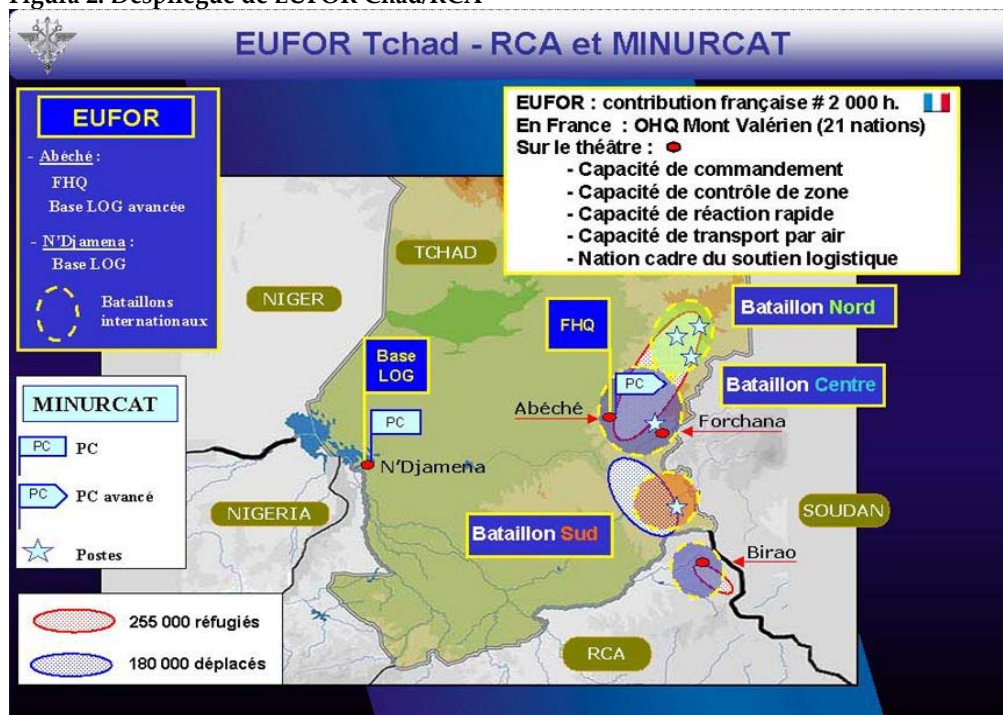 Figura 2. Despliegue de EUFOR Chad/RCA
EUFOR Tchad - RCA et MINURCAT
EUFOR
- Abéché :
FHQ
Base LOG avancée
- N'Djamena :
Base LOG
Bataillons
internationaux
EUFOR : contribution française # 2 000 h.
En France : OHQ Mont Valérien (21 nations)
Sur le théâtre :
- Capacité de commandement
- Capacité de contrôle de zone
- Capacité de réaction rapide
- Capacité de transport par air
- Nation cadre du soutien logistique
TCHAD
NIGER
FHQ
Bataillon Nord
Base
LOG
PC
Bataillon Centre
MINURCAT
PC PC
PC PC avancé
Postes
PC
Abéché
Forchana
N'Djamena
NIGERIA
SOUDAN
Bataillon Sud
Birao
RCA
255 000 réfugiés
180 000 déplacés